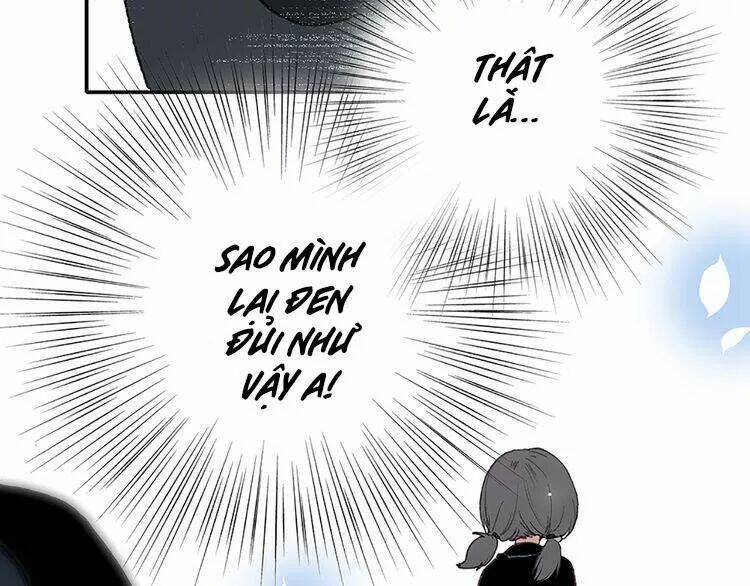 THẬT
LÀ...
SAO MÌNH
LẠI ĐEN
ĐỦI NHƯ
VẬY A!